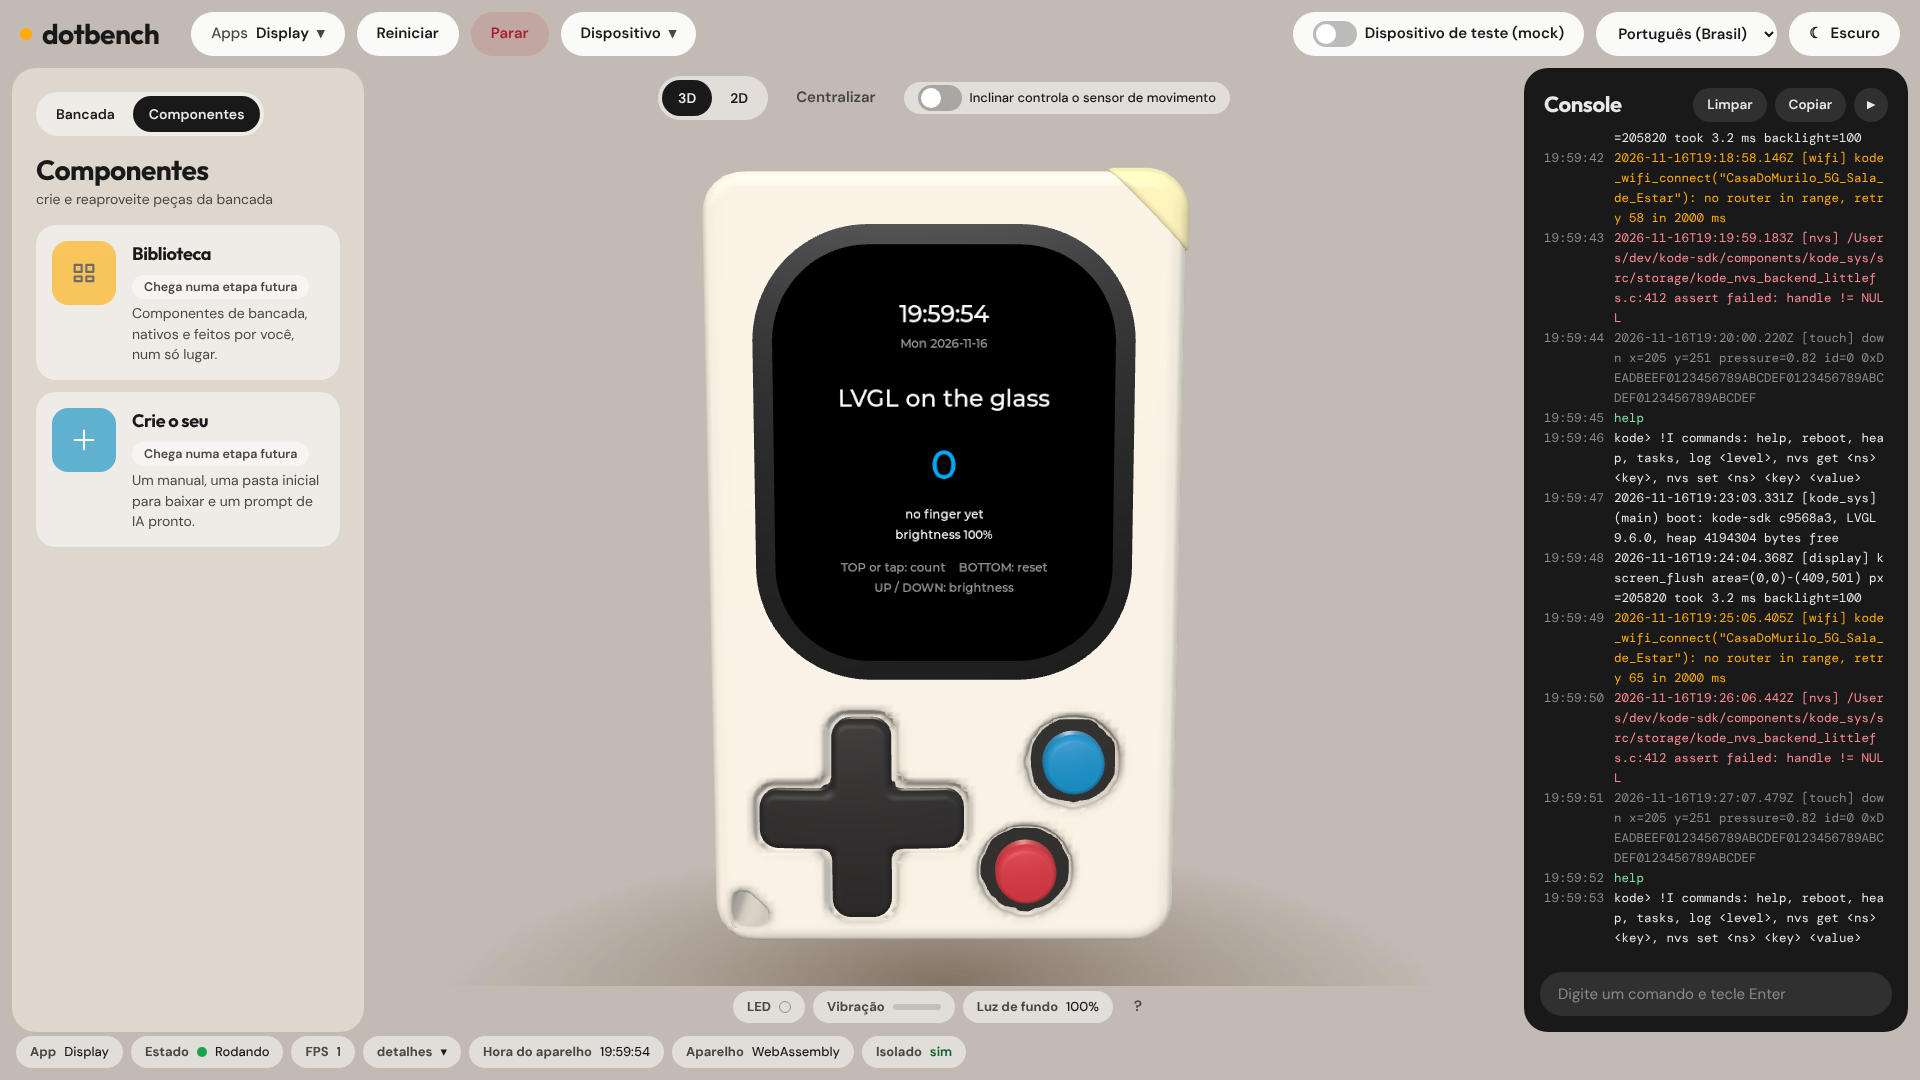 dotbench
Apps Display ▾
Reiniciar
Parar
Dispositivo ▾
Dispositivo de teste (mock)
Português (Brasil)
☾ Escuro
Bancada
Componentes
Componentes
crie e reaproveite peças da bancada
Biblioteca
Chega numa etapa futura
Componentes de bancada,
nativos e feitos por você,
num só lugar.
Crie o seu
Chega numa etapa futura
Um manual, uma pasta inicial
para baixar e um prompt de
IA pronto.
3D
2D
Centralizar
Inclinar controla o sensor de movimento
19:59:54
Mon 2026-11-16
LVGL on the glass
0
no finger yet
brightness 100%
TOP or tap: count BOTTOM: reset
UP / DOWN: brightness
LED
Vibração
Luz de fundo 100%
?
Console
Limpar
Copiar
▶
=205820 took 3.2 ms backlight=100
19:59:42 2026-11-16T19:18:58.146Z [wifi] kode
_wifi_connect("CasaDoMurilo_5G_Sala_
de_Estar"): no router in range, retr
y 58 in 2000 ms
19:59:43 2026-11-16T19:19:59.183Z [nvs] /User
s/dev/kode-sdk/components/kode_sys/s
rc/storage/kode_nvs_backend_littlef
s.c:412 assert failed: handle != NUL
L
19:59:44 2026-11-16T19:20:00.220Z [touch] dow
n x=205 y=251 pressure=0.82 id=0 0xD
EADBEEF0123456789ABCDEF0123456789ABC
DEF0123456789ABCDEF
19:59:45 help
19:59:46 kode> !I commands: help, reboot, hea
p, tasks, log <level>, nvs get <ns>
<key>, nvs set <ns> <key> <value>
19:59:47 2026-11-16T19:23:03.331Z [kode_sys]
(main) boot: kode-sdk c9568a3, LVGL
9.6.0, heap 4194304 bytes free
19:59:48 2026-11-16T19:24:04.368Z [display] k
screen_flush area=(0,0)-(409,501) px
=205820 took 3.2 ms backlight=100
19:59:49 2026-11-16T19:25:05.405Z [wifi] kode
_wifi_connect("CasaDoMurilo_5G_Sala_
de_Estar"): no router in range, retr
y 65 in 2000 ms
19:59:50 2026-11-16T19:26:06.442Z [nvs] /User
s/dev/kode-sdk/components/kode_sys/s
rc/storage/kode_nvs_backend_littlef
s.c:412 assert failed: handle != NUL
L
19:59:51 2026-11-16T19:27:07.479Z [touch] dow
n x=205 y=251 pressure=0.82 id=0 0xD
EADBEEF0123456789ABCDEF0123456789ABC
DEF0123456789ABCDEF
19:59:52 help
19:59:53 kode> !I commands: help, reboot, hea
p, tasks, log <level>, nvs get <ns>
<key>, nvs set <ns> <key> <value>
Digite um comando e tecle Enter
App Display
Estado Rodando
FPS 1
detalhes ▾
Hora do aparelho 19:59:54
Aparelho WebAssembly
Isolado sim